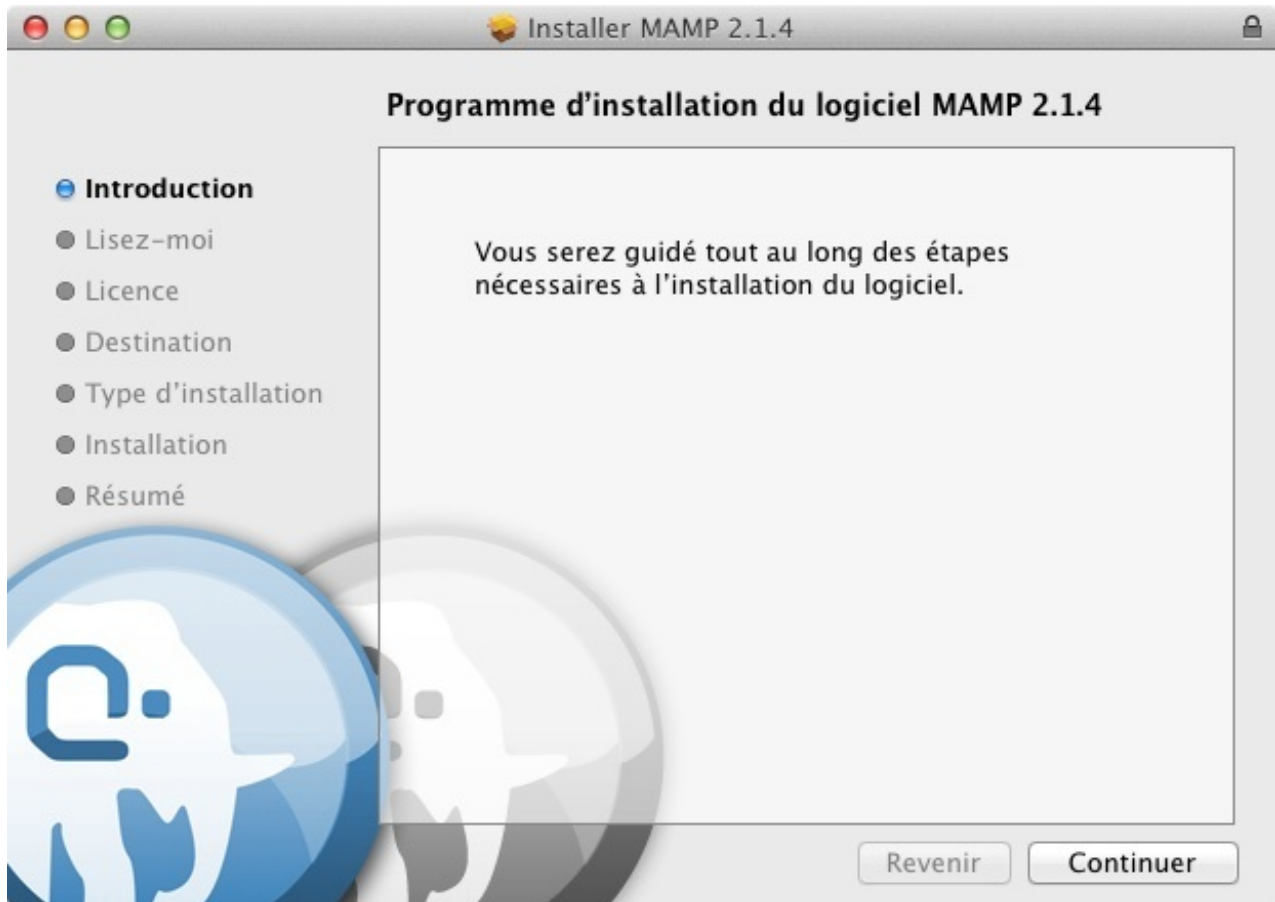 Installer MAMP 2.1.4
Programme d'installation du logiciel MAMP 2.1.4
Introduction
Lisez-moi
Licence
Destination
Type d'installation
Installation
Résumé
Vous serez guidé tout au long des étapes
nécessaires à l'installation du logiciel.
Revenir
Continuer